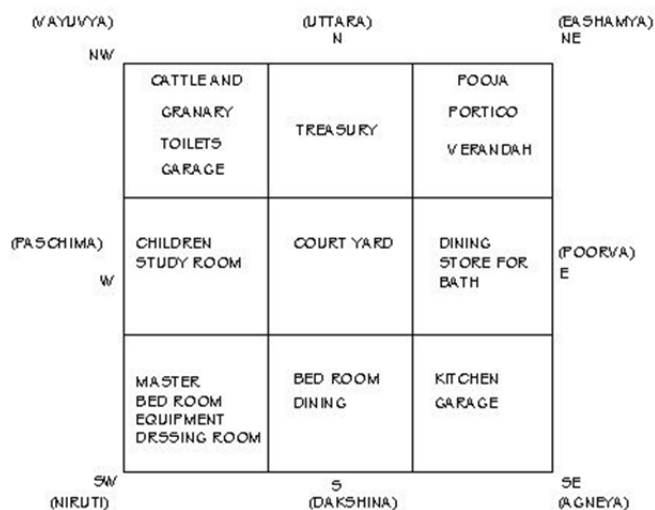 (VAYUVYA)
(UTTARA)
(EASHAMYA)
NW
N
NE
CATTLE AND
GRANARY
TOILETS
GARAGE
TREASURY
POOJA
PORTICO
VERANDAH
(PASCHIMA)
W
CHILDREN
STUDY ROOM
COURT YARD
DINING
STORE FOR
BATH
(POORVA)
E
MASTER
BED ROOM
EQUIPMENT
DRSSING ROOM
BED ROOM
DINING
KITCHEN
GARAGE
SW
S
SE
(NIRUTI)
(DAKSHINA)
(AGNEYA)